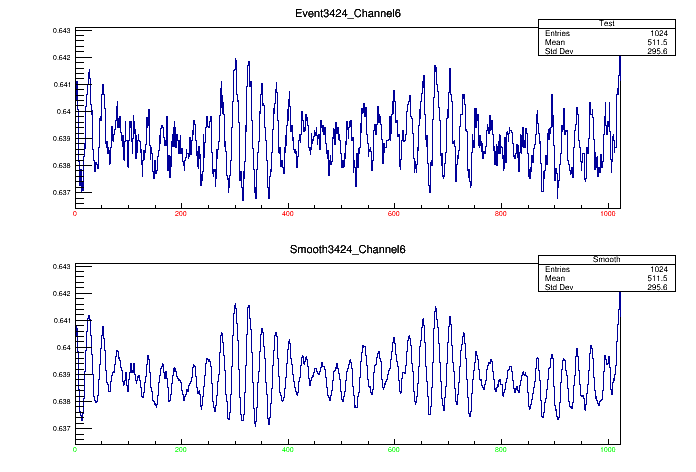 Event3424_Channel6
Test
Entries 1024
Mean 511.5
Std Dev 295.6
0.643
0.642
0.641
0.64
0.639
0.638
0.637
0 200 400 600 800 1000
Smooth3424_Channel6
Smooth
Entries 1024
Mean 511.5
Std Dev 295.6
0.643
0.642
0.641
0.64
0.639
0.638
0.637
0 200 400 600 800 1000